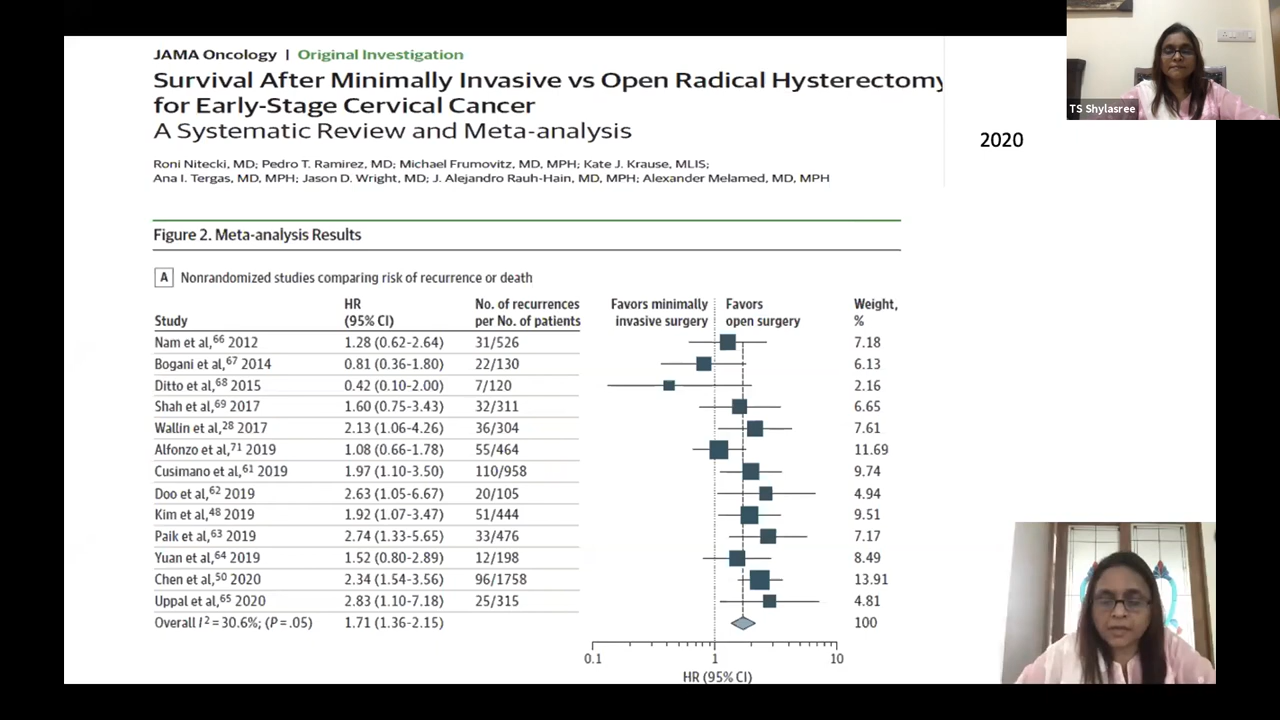 JAMA Oncology | Original Investigation
Survival After Minimally Invasive vs Open Radical Hysterectomy
for Early-Stage Cervical Cancer
A Systematic Review and Meta-analysis
Roni Nitecki, MD; Pedro T. Ramirez, MD; Michael Frumovitz, MD, MPH; Kate J. Krause, MLIS;
Ana I. Tergas, MD, MPH; Jason D. Wright, MD; J. Alejandro Rauh-Hain, MD, MPH; Alexander Melamed, MD, MPH
TS Shylasree
2020
Figure 2. Meta-analysis Results
A Nonrandomized studies comparing risk of recurrence or death
HR No. of recurrences Favors minimally Favors Weight,
Study (95% CI) per No. of patients invasive surgery open surgery %
Nam et al,66 2012 1.28 (0.62-2.64) 31/526 7.18
Bogani et al,67 2014 0.81 (0.36-1.80) 22/130 6.13
Ditto et al,68 2015 0.42 (0.10-2.00) 7/120 2.16
Shah et al,69 2017 1.60 (0.75-3.43) 32/311 6.65
Wallin et al,28 2017 2.13 (1.06-4.26) 36/304 7.61
Alfonzo et al,71 2019 1.08 (0.66-1.78) 55/464 11.69
Cusimano et al,61 2019 1.97 (1.10-3.50) 110/958 9.74
Doo et al,62 2019 2.63 (1.05-6.67) 20/105 4.94
Kim et al,48 2019 1.92 (1.07-3.47) 51/444 9.51
Paik et al,63 2019 2.74 (1.33-5.65) 33/476 7.17
Yuan et al,64 2019 1.52 (0.80-2.89) 12/198 8.49
Chen et al,50 2020 2.34 (1.54-3.56) 96/1758 13.91
Uppal et al,65 2020 2.83 (1.10-7.18) 25/315 4.81
Overall I2 = 30.6%; (P = .05) 1.71 (1.36-2.15) 100
0.1 1 10
HR (95% CI)